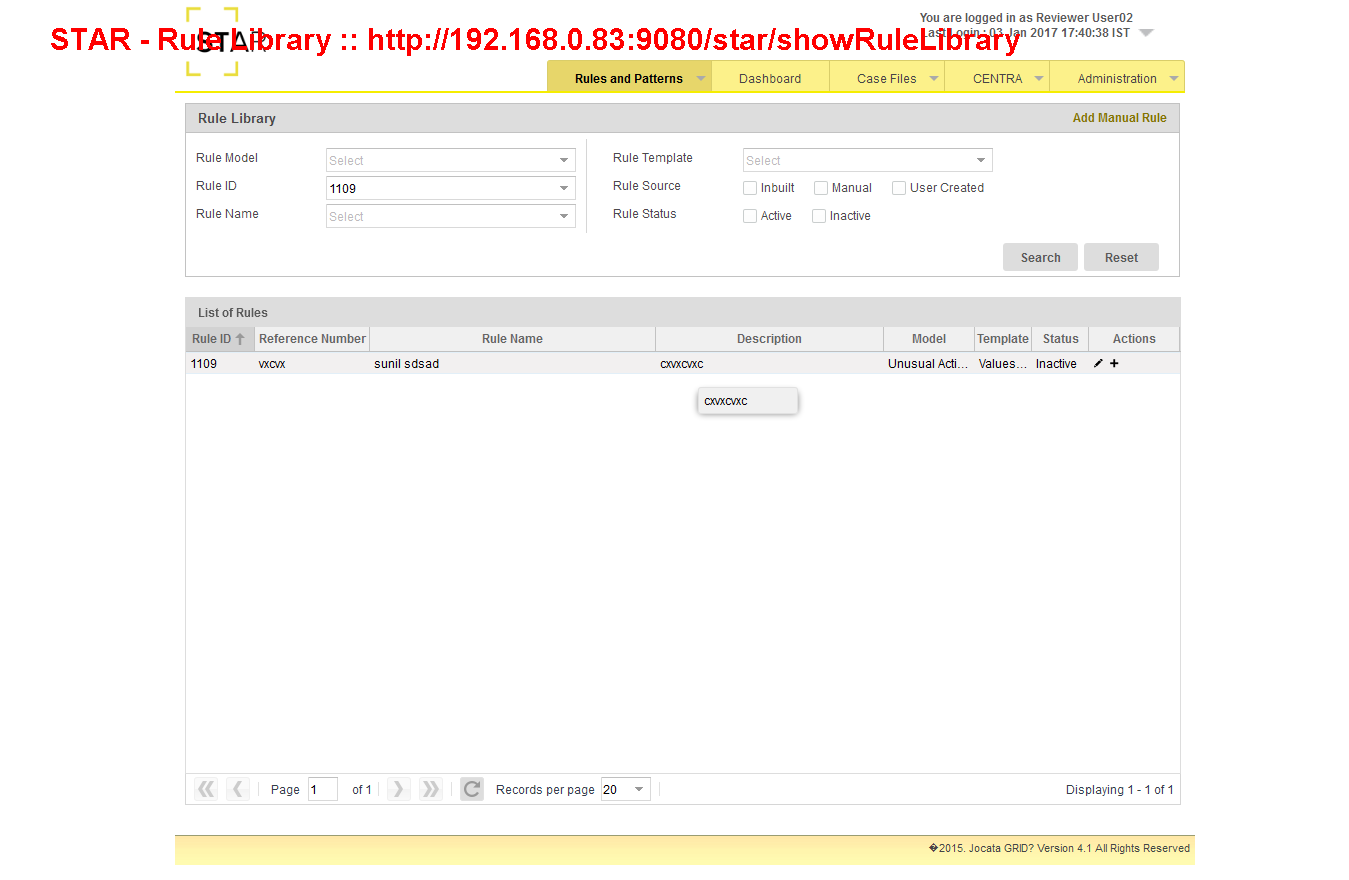 You are logged in as Reviewer User02
STAR - Rule Library :: http://192.168.0.83:9080/star/showRuleLibrary
STAR
Last Login : 03 Jan 2017 17:40:38 IST
Rules and Patterns Dashboard Case Files CENTRA Administration
Rule Library Add Manual Rule
Rule Model Select Rule Template Select
Rule ID 1109 Rule Source Inbuilt Manual User Created
Rule Name Select Rule Status Active Inactive
Search Reset
List of Rules
Rule ID Reference Number Rule Name Description Model Template Status Actions
1109 vxcvx sunil sdsad cxvxcvxc Unusual Acti... Values... Inactive
cxvxcvxc
Page 1 of 1 Records per page 20 Displaying 1 - 1 of 1
�2015. Jocata GRID? Version 4.1 All Rights Reserved